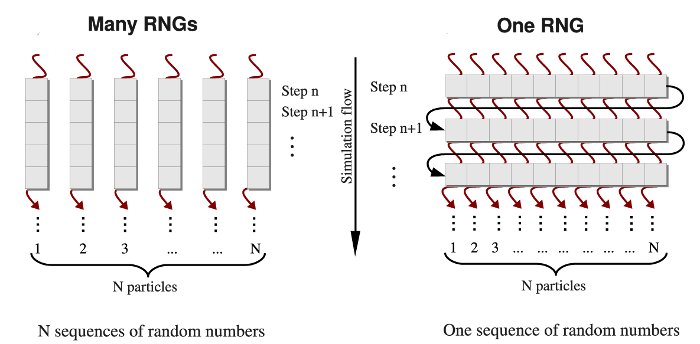 Many RNGs
One RNG
Step n
Step n+1
⋮
Simulation flow
Step n
Step n+1
⋮
⋮ ⋮ ⋮ ⋮ ⋮ ⋮
1 2 3 ... ... N
N particles
⋮ ⋮ ⋮ ⋮ ⋮ ⋮ ⋮ ⋮ ⋮ ⋮
1 2 3 ... ... ... ... ... ... N
N particles
N sequences of random numbers
One sequence of random numbers